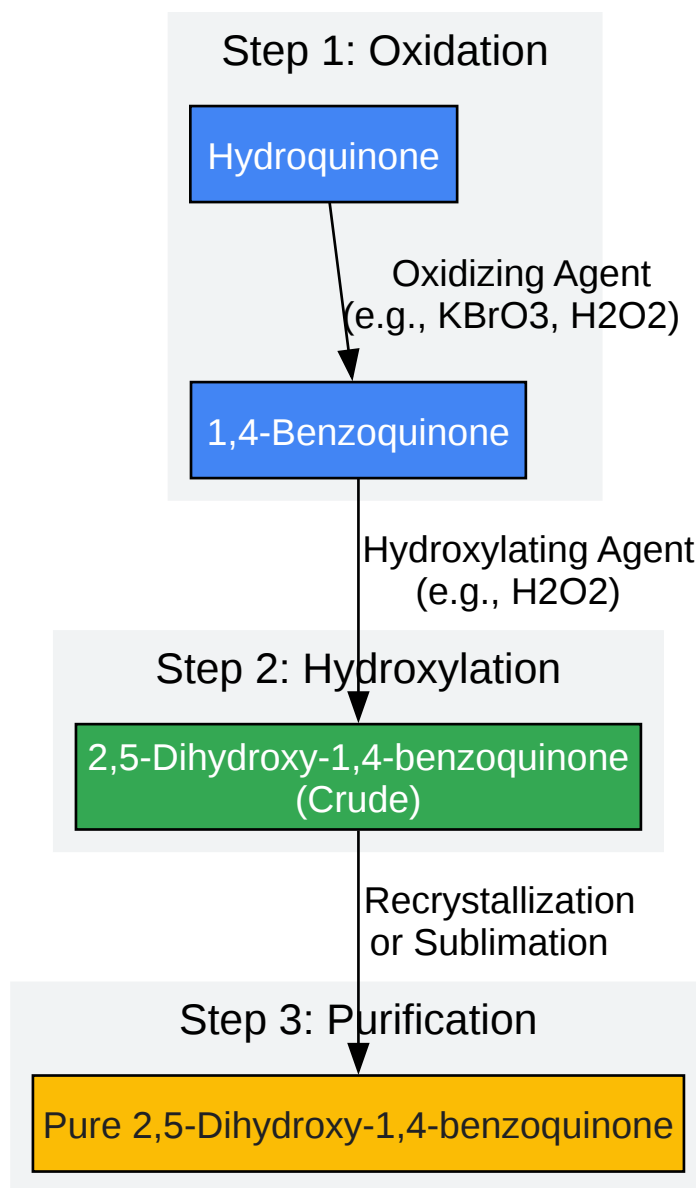 Step 1: Oxidation
Hydroquinone
Oxidizing Agent
(e.g., KBrO3, H2O2)
1,4-Benzoquinone
Hydroxylating Agent
(e.g., H2O2)
Step 2: Hydroxylation
2,5-Dihydroxy-1,4-benzoquinone
(Crude)
Recrystallization
or Sublimation
Step 3: Purification
Pure 2,5-Dihydroxy-1,4-benzoquinone